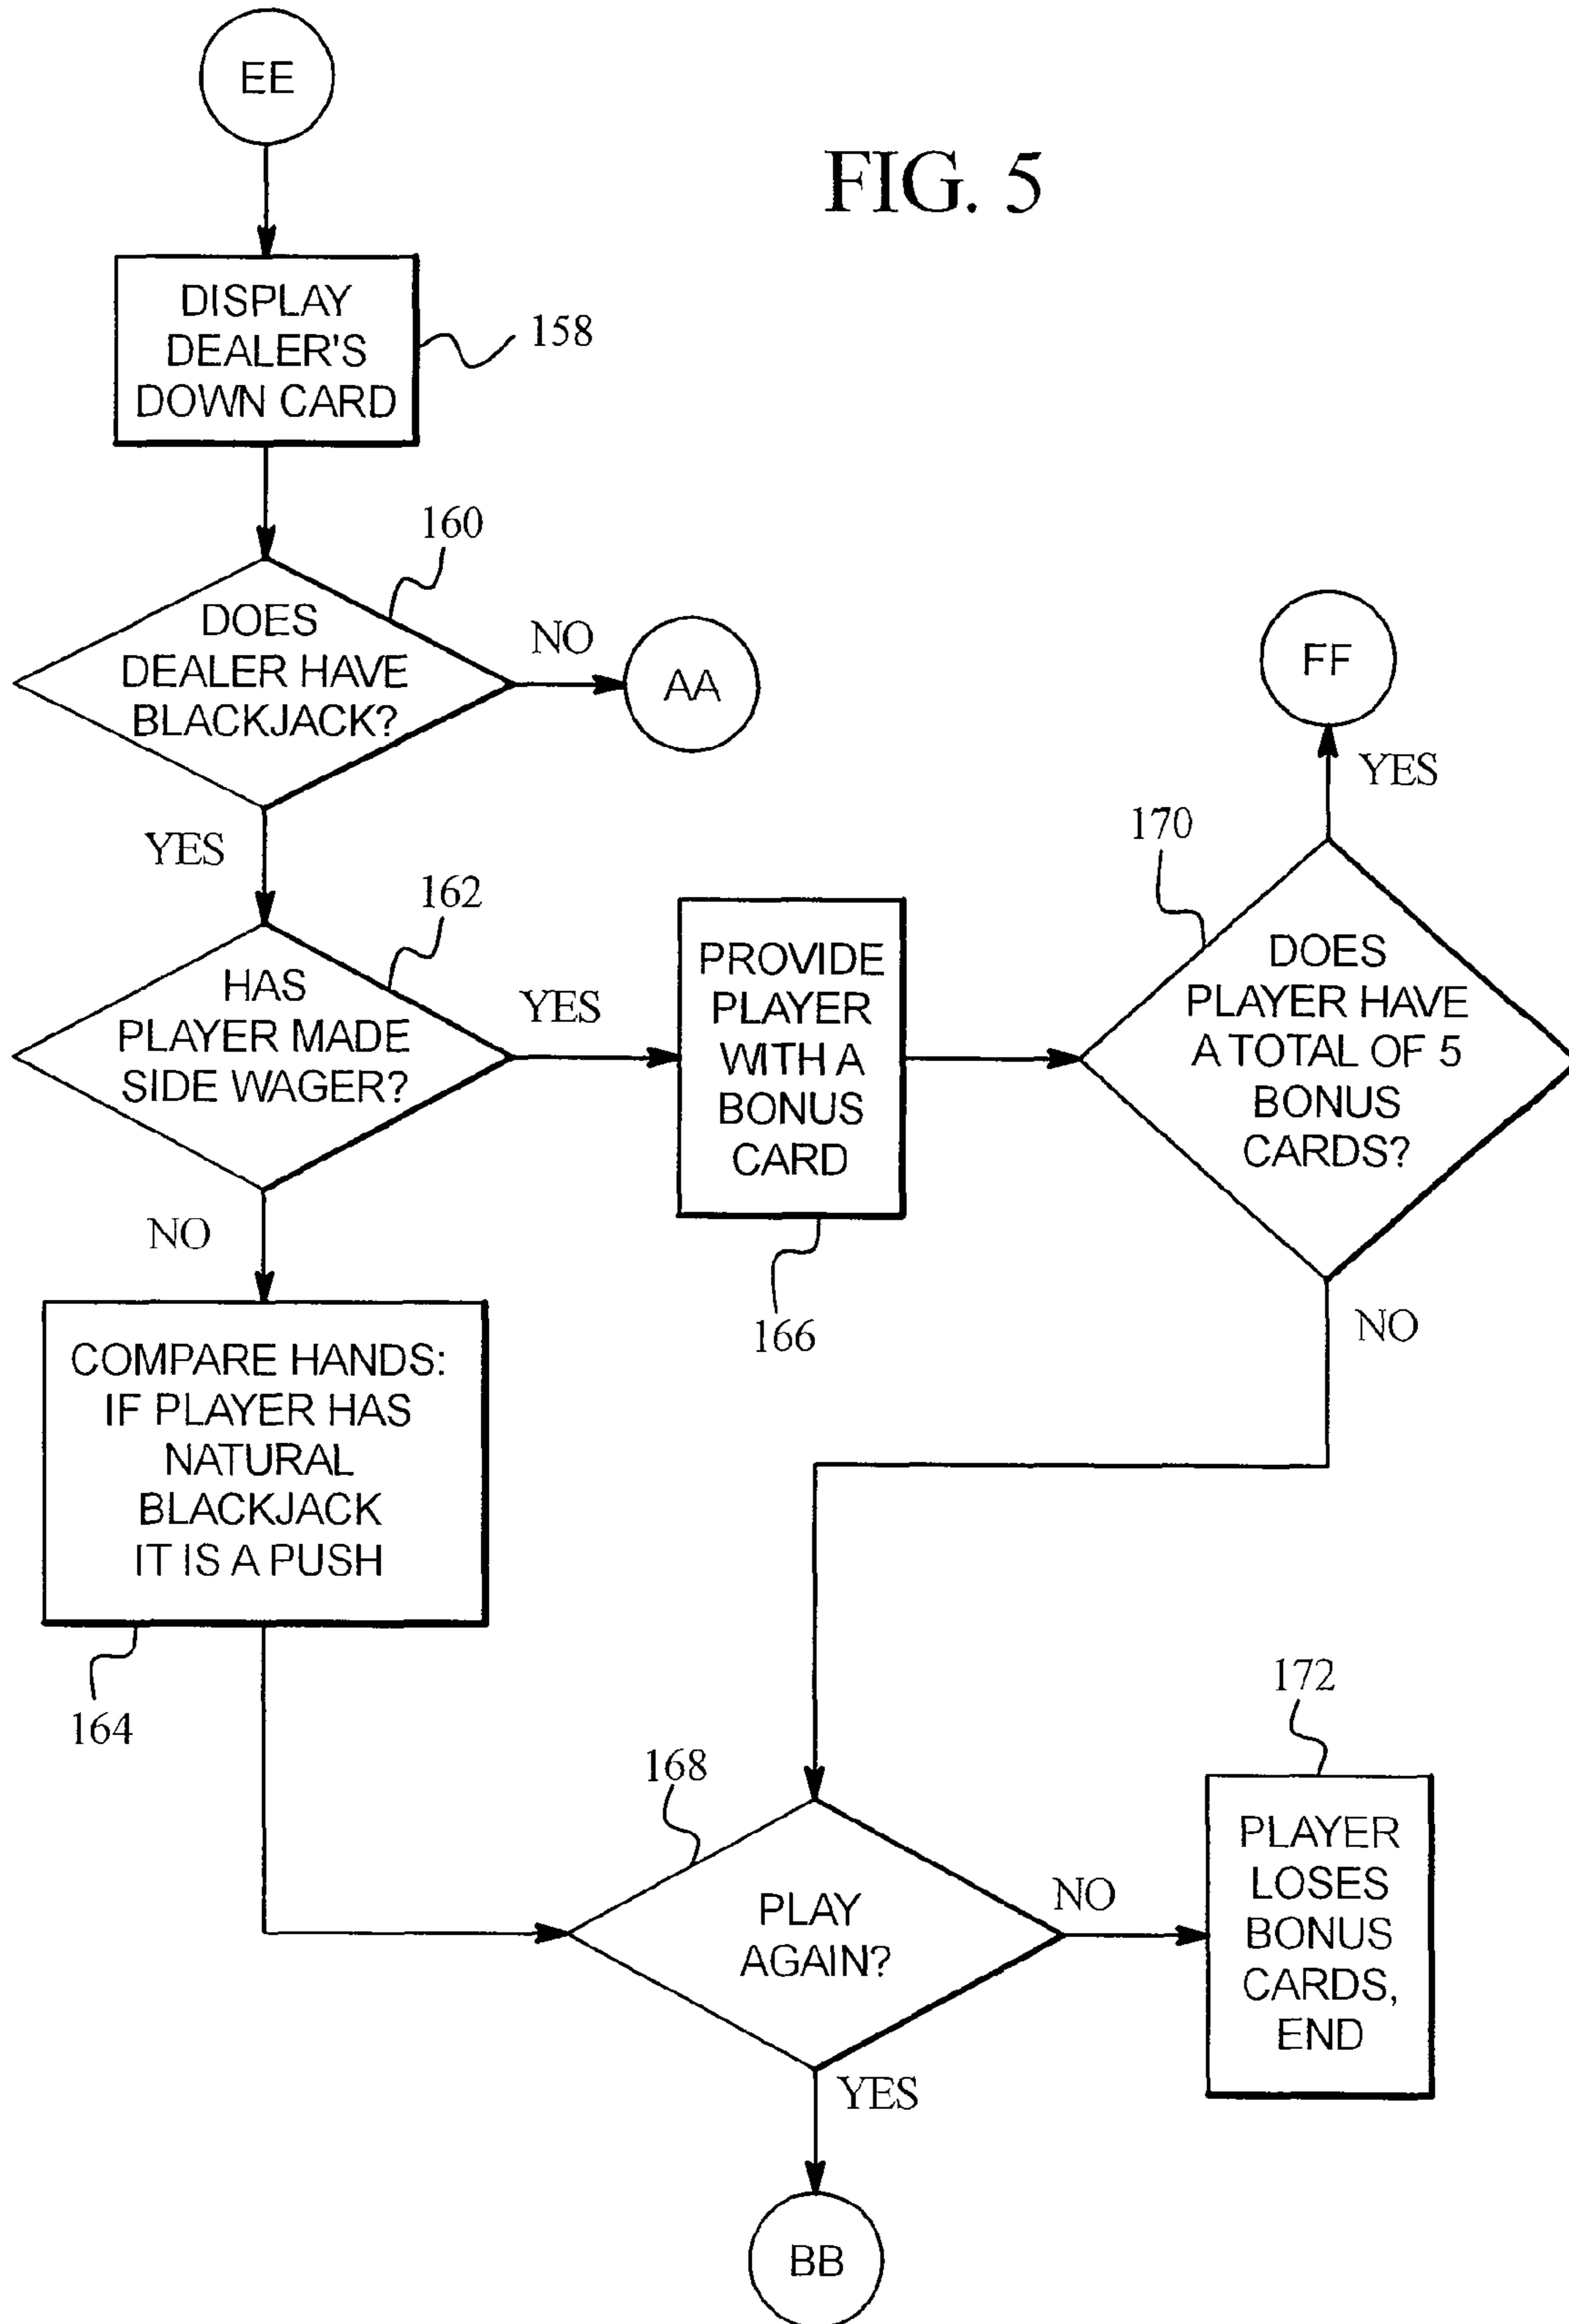 EE
FIG. 5
DISPLAY
DEALER'S
DOWN CARD
158
160
DOES
DEALER HAVE
BLACKJACK?
NO
AA
FF
YES
YES
170
162
HAS
PLAYER MADE
SIDE WAGER?
YES
PROVIDE
PLAYER
WITH A
BONUS
CARD
DOES
PLAYER HAVE
A TOTAL OF 5
BONUS
CARDS?
NO
166
NO
COMPARE HANDS:
IF PLAYER HAS
NATURAL
BLACKJACK
IT IS A PUSH
164
168
172
PLAY
AGAIN?
NO
PLAYER
LOSES
BONUS
CARDS,
END
YES
BB